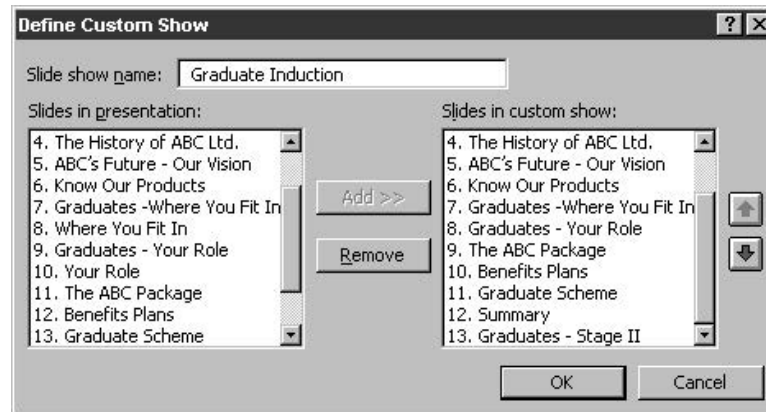 Define Custom Show
Slide show name: Graduate Induction
Slides in presentation:
4. The History of ABC Ltd.
5. ABC's Future - Our Vision
6. Know Our Products
7. Graduates -Where You Fit In
8. Where You Fit In
9. Graduates - Your Role
10. Your Role
11. The ABC Package
12. Benefits Plans
13. Graduate Scheme
Add >>
Remove
Slides in custom show:
4. The History of ABC Ltd.
5. ABC's Future - Our Vision
6. Know Our Products
7. Graduates -Where You Fit In
8. Graduates - Your Role
9. The ABC Package
10. Benefits Plans
11. Graduate Scheme
12. Summary
13. Graduates - Stage II
OK
Cancel